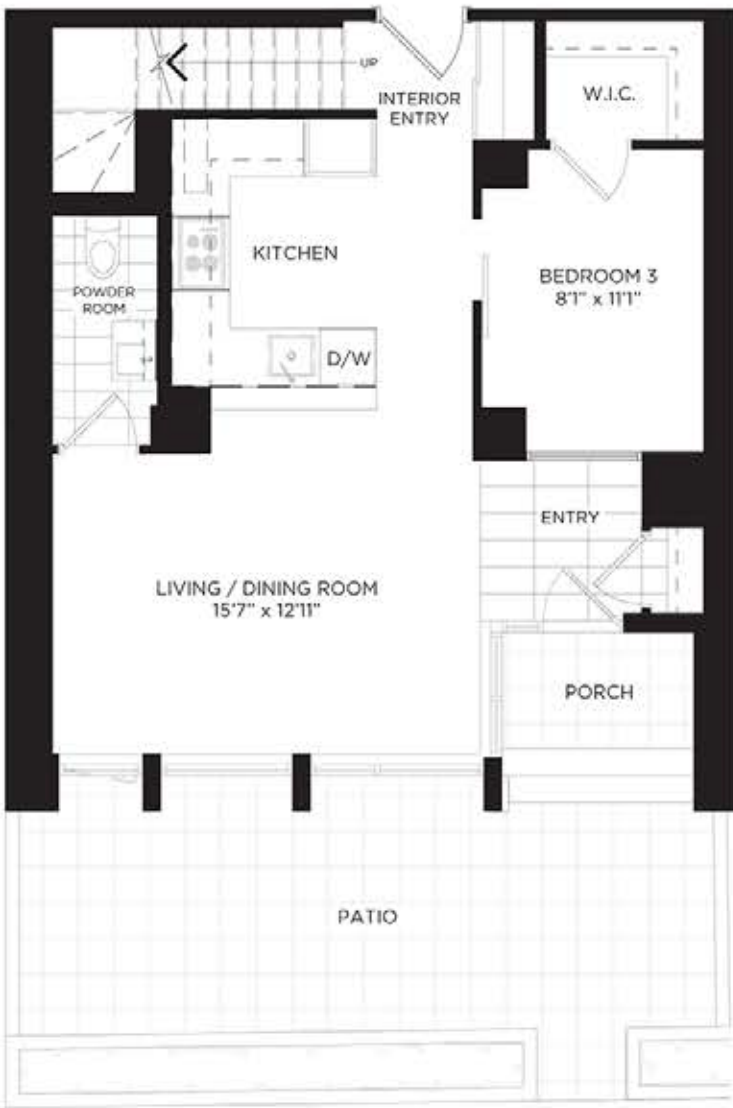 UP
INTERIOR
ENTRY
W.I.C.
KITCHEN
BEDROOM 3
8'1" x 11'1"
POWDER
ROOM
D/W
ENTRY
LIVING / DINING ROOM
15'7" x 12'11"
PORCH
PATIO